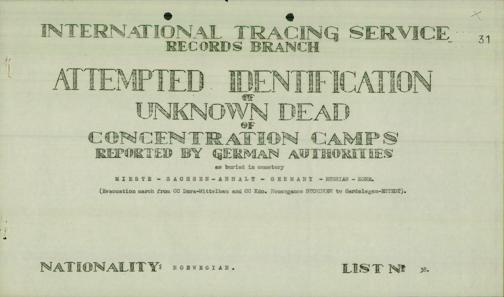 INTERNATIONAL TRACING SERVICE
31
RECORDS BRANCH
ATTEMPTED IDENTIFICATION
OF
UNKNOWN DEAD
OF
CONCENTRATION CAMPS
REPORTED BY GERMAN AUTHORITIES
as buried in cemetery
MIESTE - SACHSEN-ANHALT - GERMANY - RUSSIAN - ZONE.
(Evacuation march from CC Dora-Mittelbau and CC Kdo. Neuengamme to Gardelegen-
NATIONALITY: NORWEGIAN.
LIST No